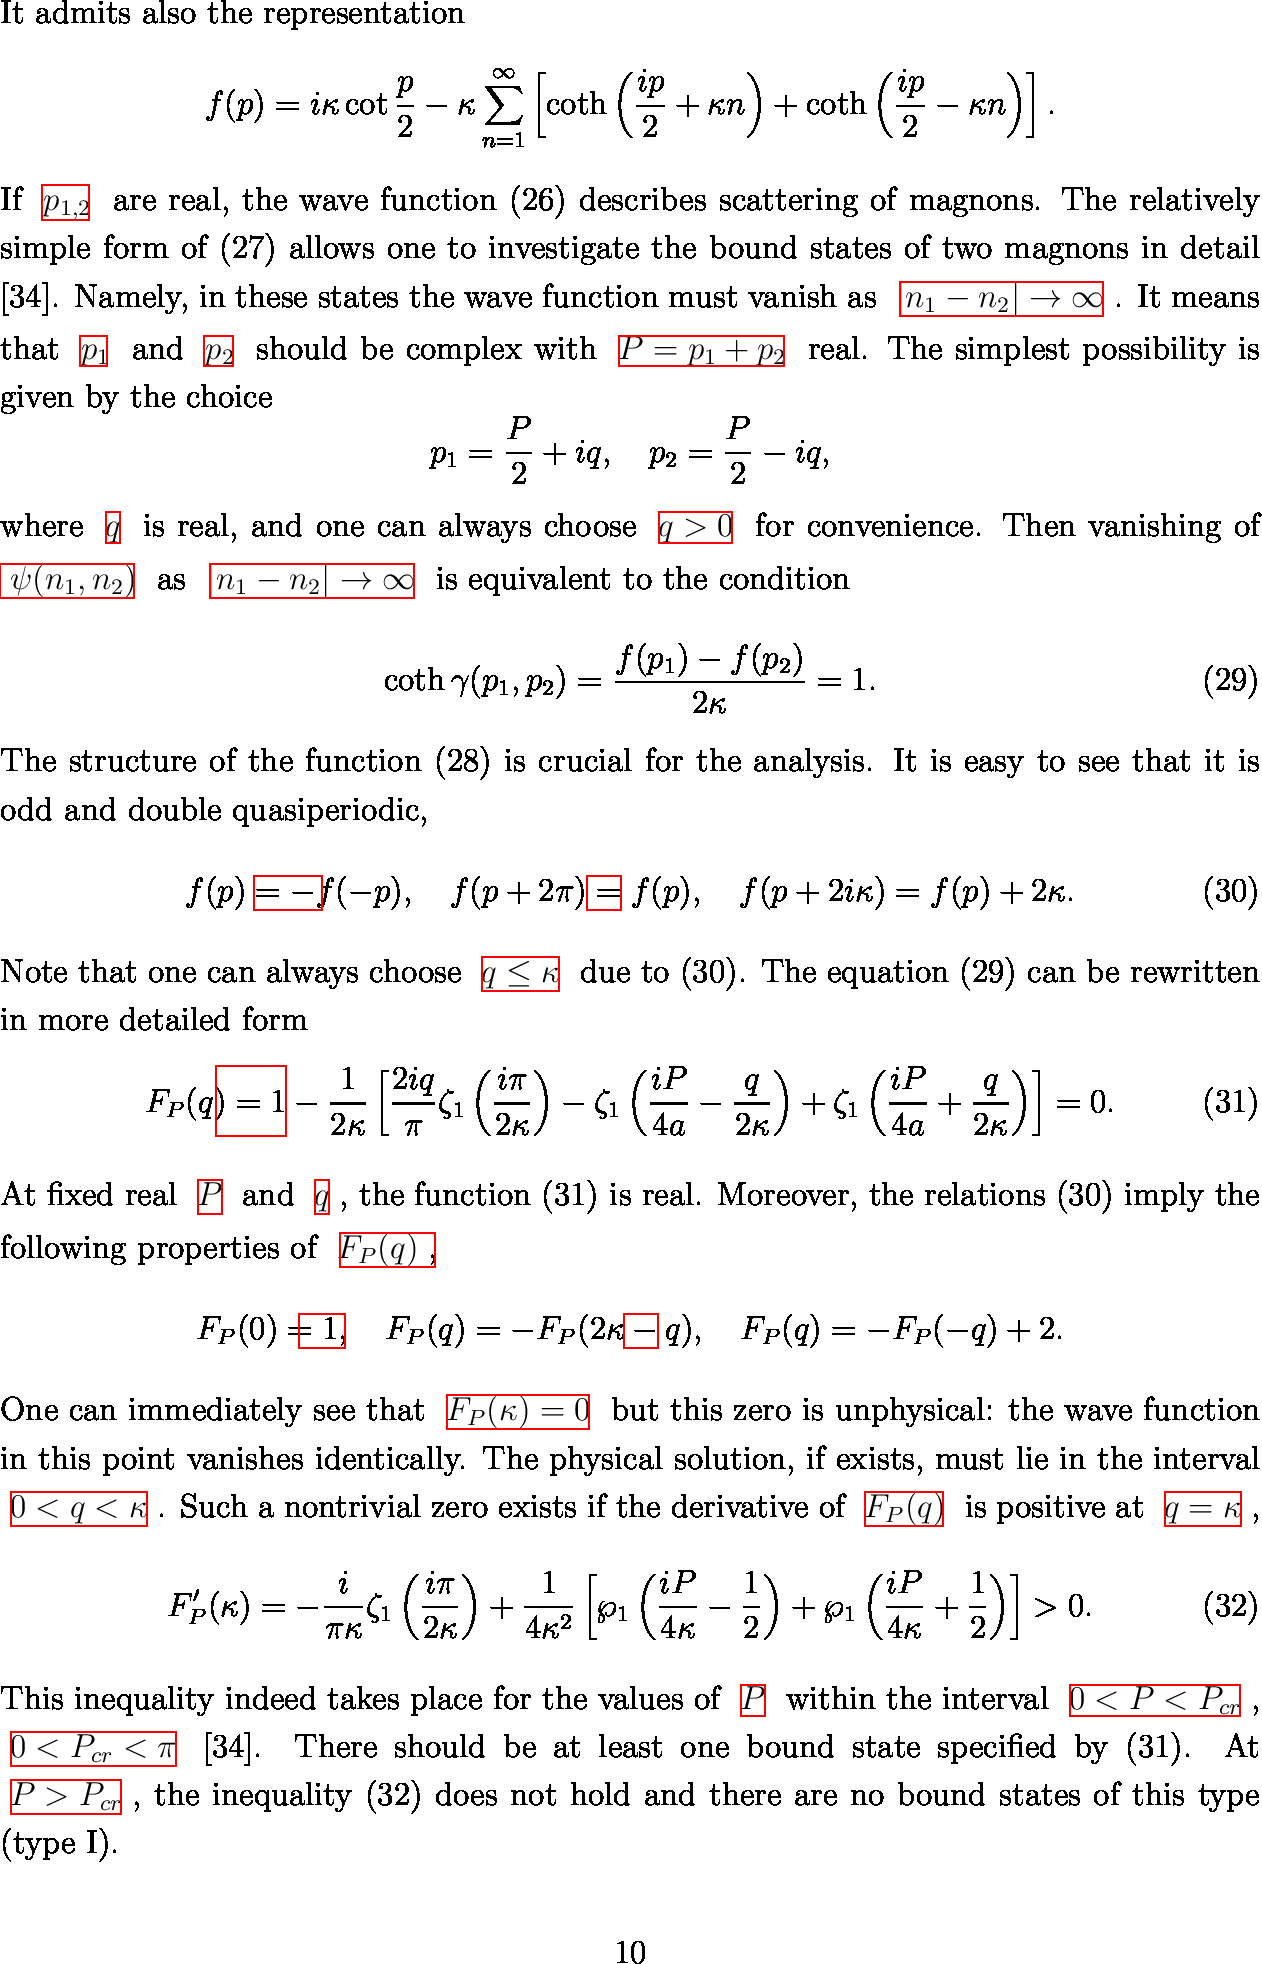 It admits also the representation
f(p) = iκ cot p/2 − κ ∑_{n=1}^{∞} [coth (ip/2 + κn) + coth (ip/2 − κn)] .
If p_{1,2} are real, the wave function (26) describes scattering of magnons. The relatively
simple form of (27) allows one to investigate the bound states of two magnons in detail
[34]. Namely, in these states the wave function must vanish as n_1 − n_2| → ∞ . It means
that p_1 and p_2 should be complex with P = p_1 + p_2 real. The simplest possibility is
given by the choice
p_1 = P/2 + iq, p_2 = P/2 − iq,
where q is real, and one can always choose q > 0 for convenience. Then vanishing of
ψ(n_1, n_2) as n_1 − n_2| → ∞ is equivalent to the condition
coth γ(p_1, p_2) = (f(p_1) − f(p_2))/2κ = 1. (29)
The structure of the function (28) is crucial for the analysis. It is easy to see that it is
odd and double quasiperiodic,
f(p) = −f(−p), f(p + 2π) = f(p), f(p + 2iκ) = f(p) + 2κ. (30)
Note that one can always choose q ≤ κ due to (30). The equation (29) can be rewritten
in more detailed form
F_P(q) = 1 − 1/2κ [2iq/π ζ_1 (iπ/2κ) − ζ_1 (iP/4a − q/2κ) + ζ_1 (iP/4a + q/2κ)] = 0. (31)
At fixed real P and q , the function (31) is real. Moreover, the relations (30) imply the
following properties of F_P(q) ,
F_P(0) = 1, F_P(q) = −F_P(2κ − q), F_P(q) = −F_P(−q) + 2.
One can immediately see that F_P(κ) = 0 but this zero is unphysical: the wave function
in this point vanishes identically. The physical solution, if exists, must lie in the interval
0 < q < κ . Such a nontrivial zero exists if the derivative of F_P(q) is positive at q = κ ,
F′_P(κ) = −i/πκ ζ_1 (iπ/2κ) + 1/4κ^2 [℘_1 (iP/4κ − 1/2) + ℘_1 (iP/4κ + 1/2)] > 0. (32)
This inequality indeed takes place for the values of P within the interval 0 < P < P_{cr} ,
0 < P_{cr} < π [34]. There should be at least one bound state specified by (31). At
P > P_{cr} , the inequality (32) does not hold and there are no bound states of this type
(type I).
10